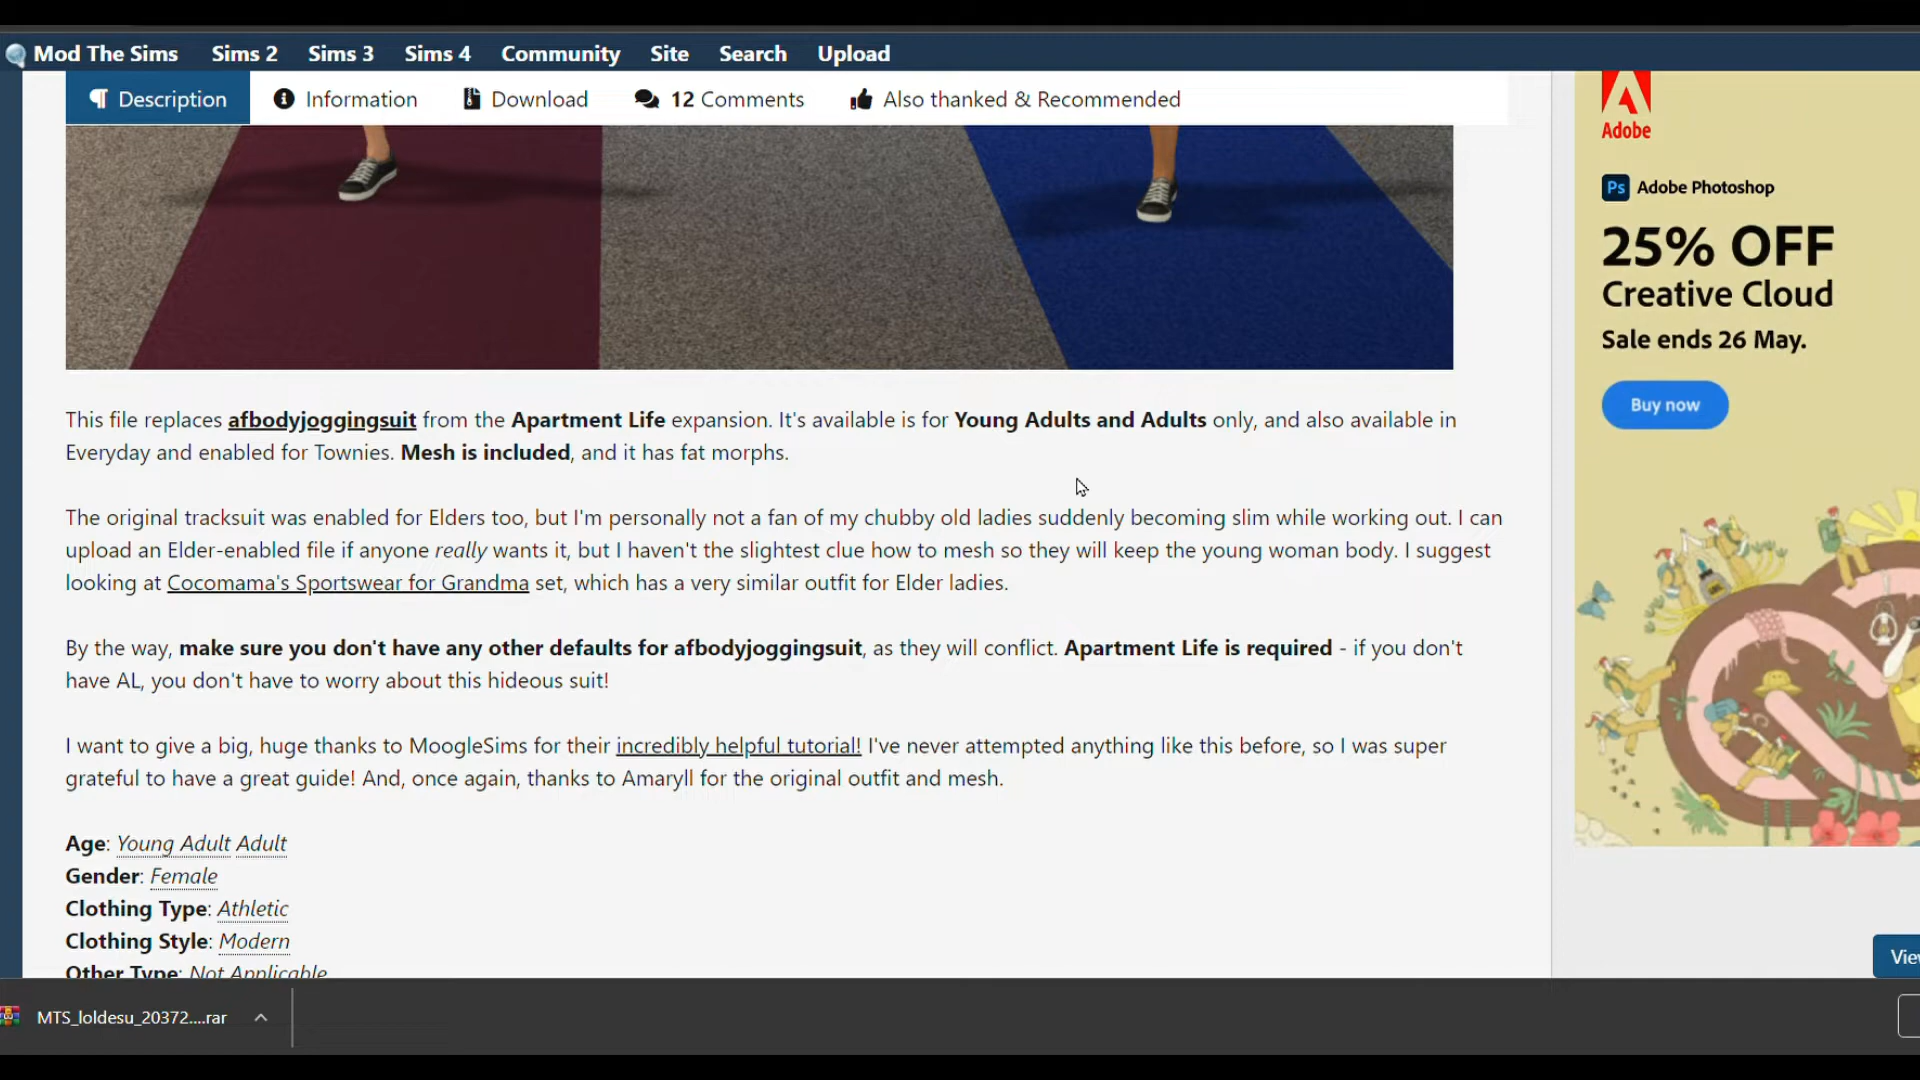 Mod The Sims Sims 2 Sims 3 Sims 4 Community Site Search Upload
Description Information Download 12 Comments Also thanked & Recommended
This file replaces afbodyjoggingsuit from the Apartment Life expansion. It's available is for Young Adults and Adults only, and also available in
Everyday and enabled for Townies. Mesh is included, and it has fat morphs.
The original tracksuit was enabled for Elders too, but I'm personally not a fan of my chubby old ladies suddenly becoming slim while working out. I can
upload an Elder-enabled file if anyone really wants it, but I haven't the slightest clue how to mesh so they will keep the young woman body. I suggest
looking at Cocomama's Sportswear for Grandma set, which has a very similar outfit for Elder ladies.
By the way, make sure you don't have any other defaults for afbodyjoggingsuit, as they will conflict. Apartment Life is required - if you don't
have AL, you don't have to worry about this hideous suit!
I want to give a big, huge thanks to MoogleSims for their incredibly helpful tutorial! I've never attempted anything like this before, so I was super
grateful to have a great guide! And, once again, thanks to Amaryll for the original outfit and mesh.
Age: Young Adult Adult
Gender: Female
Clothing Type: Athletic
Clothing Style: Modern
Other Type: Not Applicable
Adobe
Ps Adobe Photoshop
25% OFF
Creative Cloud
Sale ends 26 May.
Buy now
Vie
MTS_loldesu_20372....rar